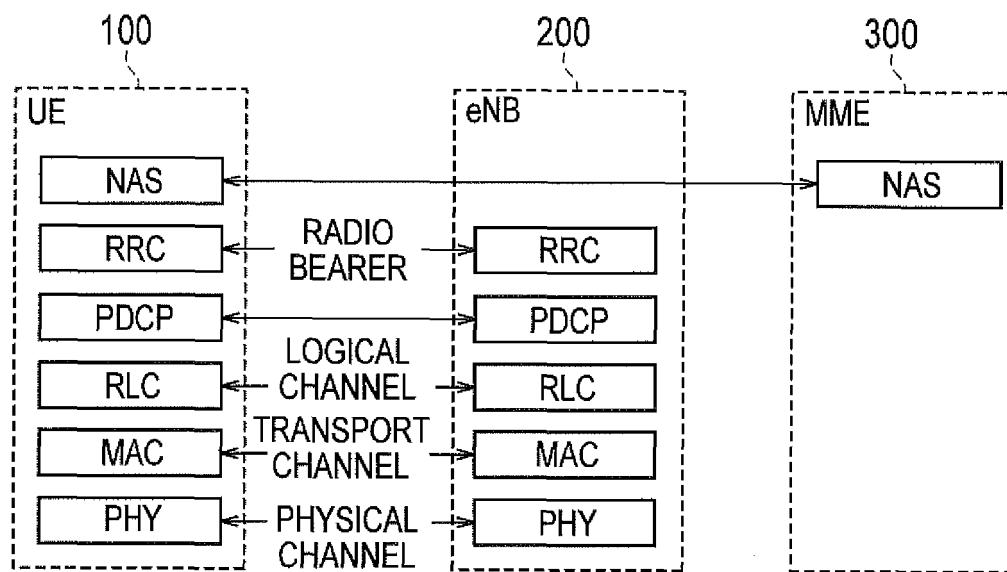 100
200
300
UE
eNB
MME
NAS
NAS
RRC
RADIO
BEARER
RRC
PDCP
PDCP
LOGICAL
CHANNEL
RLC
RLC
TRANSPORT
CHANNEL
MAC
MAC
PHY
PHYSICAL
CHANNEL
PHY